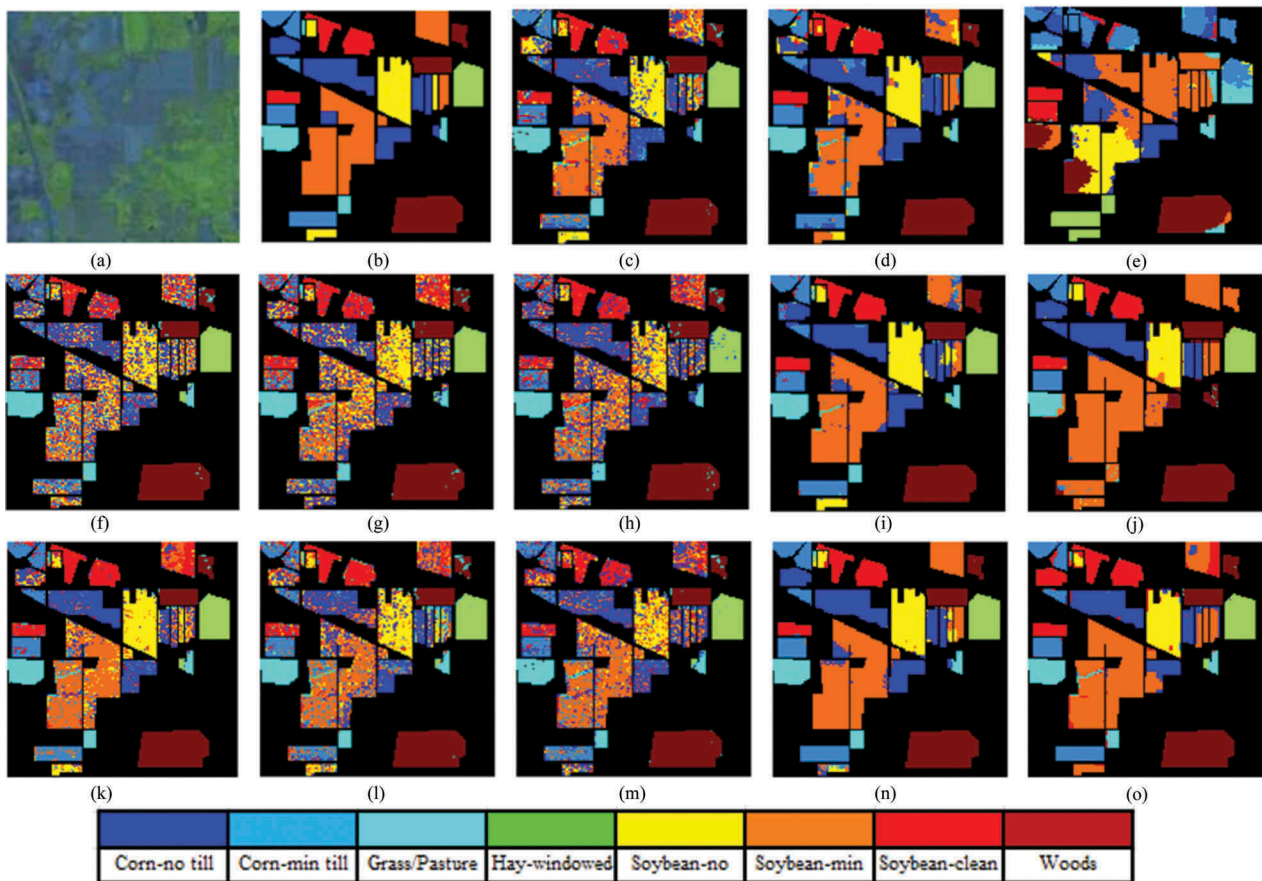 (a) (b) (c) (d) (e)
(f) (g) (h) (i) (j)
(k) (l) (m) (n) (o)
Corn-no till Corn-min till Grass/Pasture Hay-windowed Soybean-no Soybean-min Soybean-clean Woods